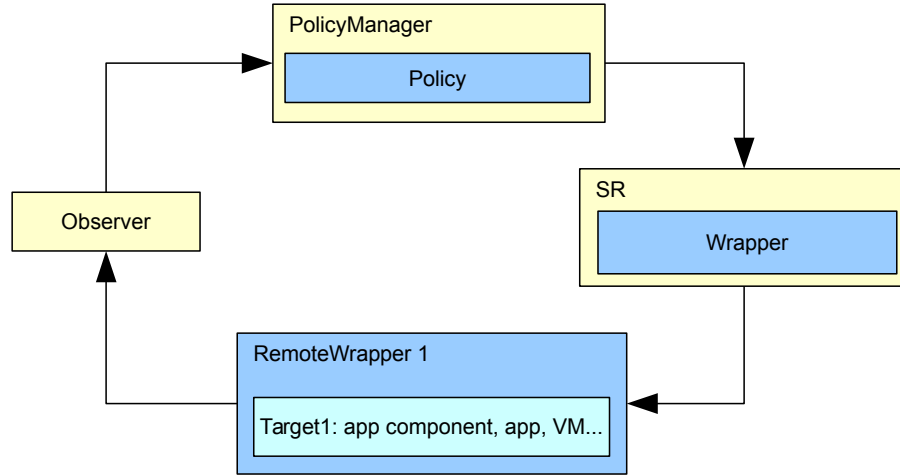 PolicyManager
Policy
SR
Wrapper
Observer
RemoteWrapper 1
Target1: app component, app, VM...